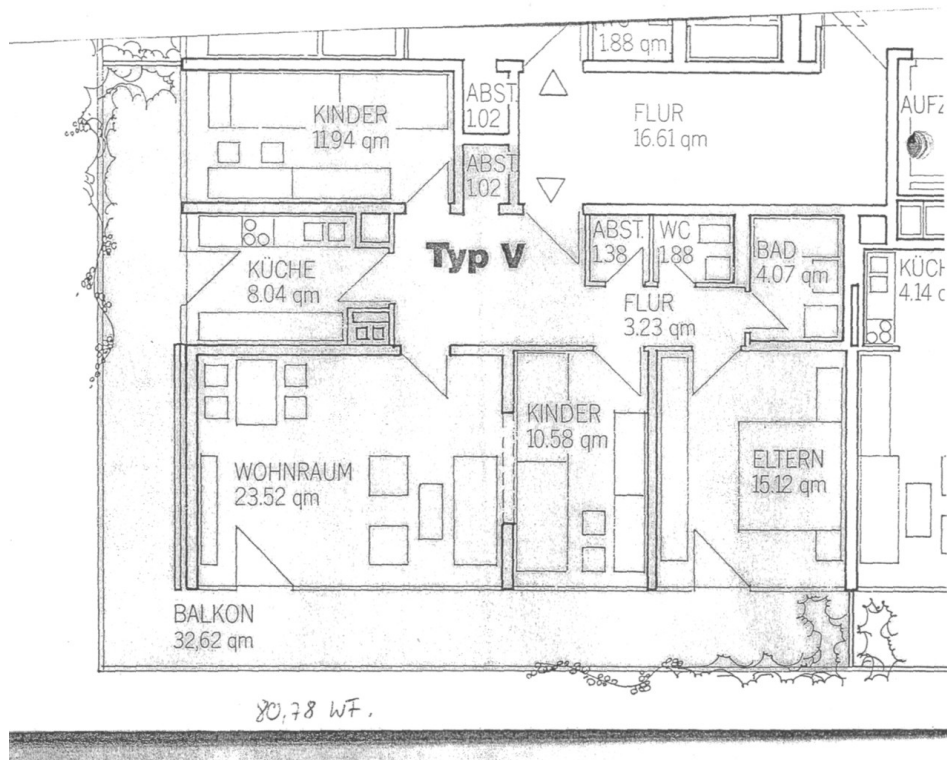 1.88 qm
KINDER
11.94 qm
ABST.
1.02
FLUR
16.61 qm
ABST.
1.02
Typ V
KÜCHE
8.04 qm
ABST.
1.38
WC
1.88
BAD
4.07 qm
FLUR
3.23 qm
4.14
KINDER
10.58 qm
WOHNRAUM
23.52 qm
ELTERN
15.12 qm
BALKON
32,62 qm
80,78 WF.